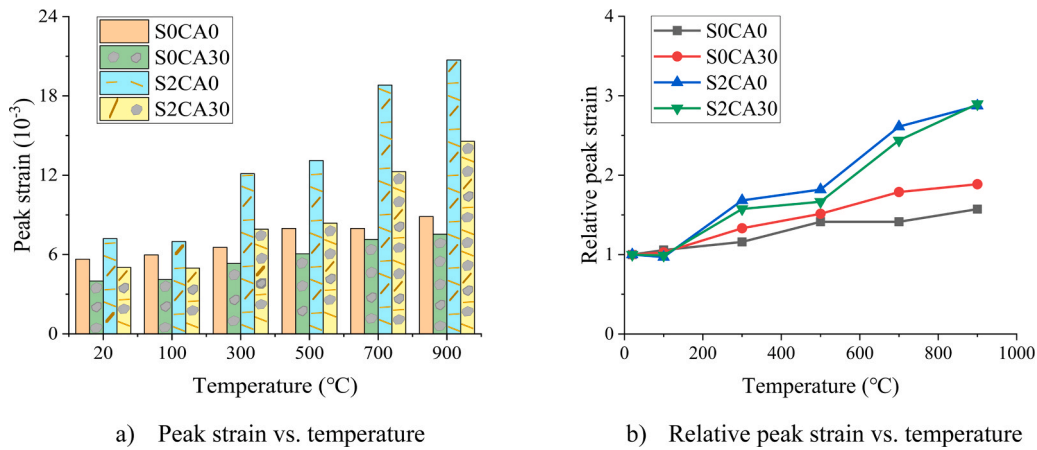 24
18
12
6
0
Peak strain (10⁻³)
S0CA0
S0CA30
S2CA0
S2CA30
20 100 300 500 700 900
Temperature (℃)
a) Peak strain vs. temperature
4
3
2
1
0
Relative peak strain
S0CA0
S0CA30
S2CA0
S2CA30
0 200 400 600 800 1000
Temperature (℃)
b) Relative peak strain vs. temperature